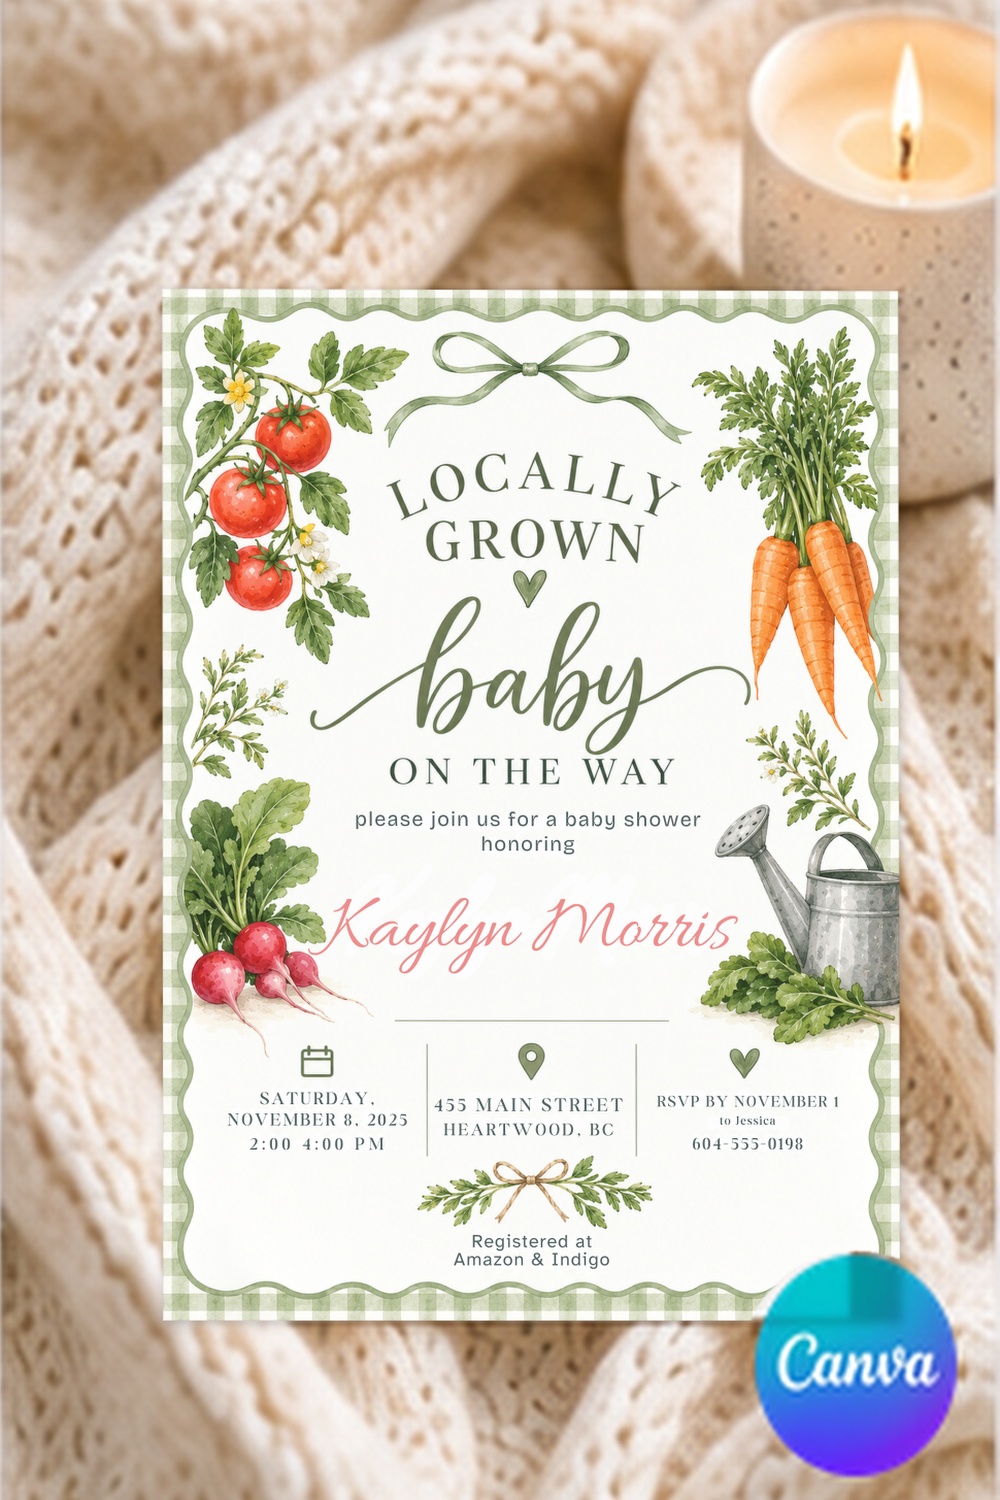 LOCALLY
GROWN
baby
ON THE WAY
please join us for a baby shower
honoring
Kaylyn Morris
SATURDAY,
NOVEMBER 8, 2025
2:00 4:00 PM
455 MAIN STREET
HEARTWOOD, BC
RSVP BY NOVEMBER 1
to Jessica
604-555-0198
Registered at
Amazon & Indigo
Canva